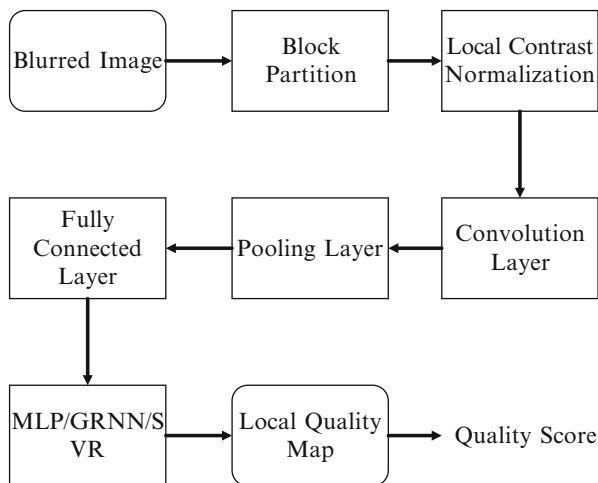 Blurred Image
Block
Partition
Local Contrast
Normalization
Fully
Connected
Layer
Pooling Layer
Convolution
Layer
MLP/GRNN/S
VR
Local Quality
Map
Quality Score